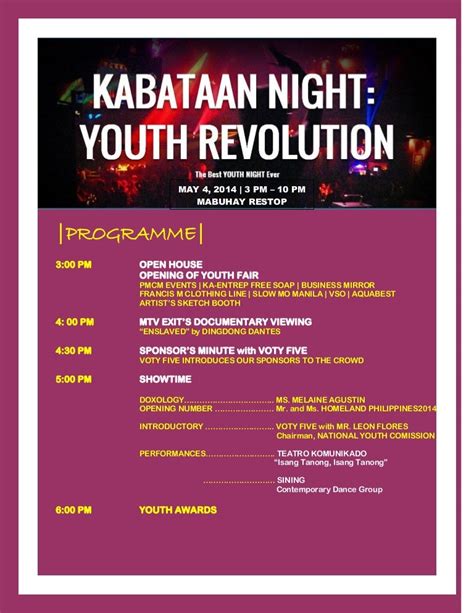 KABATAAN NIGHT:
YOUTH REVOLUTION
The Best YOUTH NIGHT Ever
MAY 4, 2014 | 3 PM – 10 PM
MABUHAY RESTOP
|PROGRAMME|
3:00 PM OPEN HOUSE
OPENING OF YOUTH FAIR
PMCM EVENTS | KA-ENTREP FREE SOAP | BUSINESS MIRROR
FRANCIS M CLOTHING LINE | SLOW MO MANILA | VSO | AQUABEST
ARTIST'S SKETCH BOOTH
4: 00 PM MTV EXIT'S DOCUMENTARY VIEWING
"ENSLAVED" by DINGDONG DANTES
4:30 PM SPONSOR'S MINUTE with VOTY FIVE
VOTY FIVE INTRODUCES OUR SPONSORS TO THE CROWD
5:00 PM SHOWTIME
DOXOLOGY................................ MS. MELAINE AGUSTIN
OPENING NUMBER ..................... Mr. and Ms. HOMELAND PHILIPPINES2014
INTRODUCTORY ........................ VOTY FIVE with MR. LEON FLORES
Chairman, NATIONAL YOUTH COMISSION
PERFORMANCES........................ TEATRO KOMUNIKADO
"Isang Tanong, Isang Tanong"
.......................... SINING
Contemporary Dance Group
6:00 PM YOUTH AWARDS